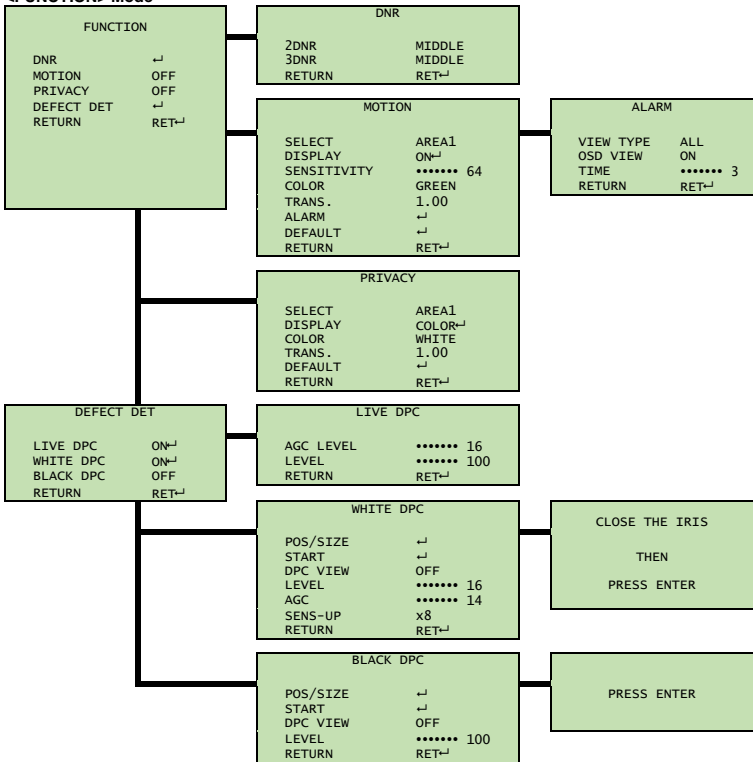 <FUNCTION> Mode
FUNCTION
DNR ↵
MOTION OFF
PRIVACY OFF
DEFECT DET ↵
RETURN RET↵
DNR
2DNR MIDDLE
3DNR MIDDLE
RETURN RET↵
MOTION
SELECT AREA1
DISPLAY ON↵
SENSITIVITY ••••••• 64
COLOR GREEN
TRANS. 1.00
ALARM ↵
DEFAULT ↵
RETURN RET↵
ALARM
VIEW TYPE ALL
OSD VIEW ON
TIME ••••••• 3
RETURN RET↵
PRIVACY
SELECT AREA1
DISPLAY COLOR↵
COLOR WHITE
TRANS. 1.00
DEFAULT ↵
RETURN RET↵
DEFECT DET
LIVE DPC ON↵
WHITE DPC ON↵
BLACK DPC OFF
RETURN RET↵
LIVE DPC
AGC LEVEL ••••••• 16
LEVEL ••••••• 100
RETURN RET↵
WHITE DPC
POS/SIZE ↵
START ↵
DPC VIEW OFF
LEVEL ••••••• 16
AGC ••••••• 14
SENS-UP x8
RETURN RET↵
CLOSE THE IRIS
THEN
PRESS ENTER
BLACK DPC
POS/SIZE ↵
START ↵
DPC VIEW OFF
LEVEL ••••••• 100
RETURN RET↵
PRESS ENTER